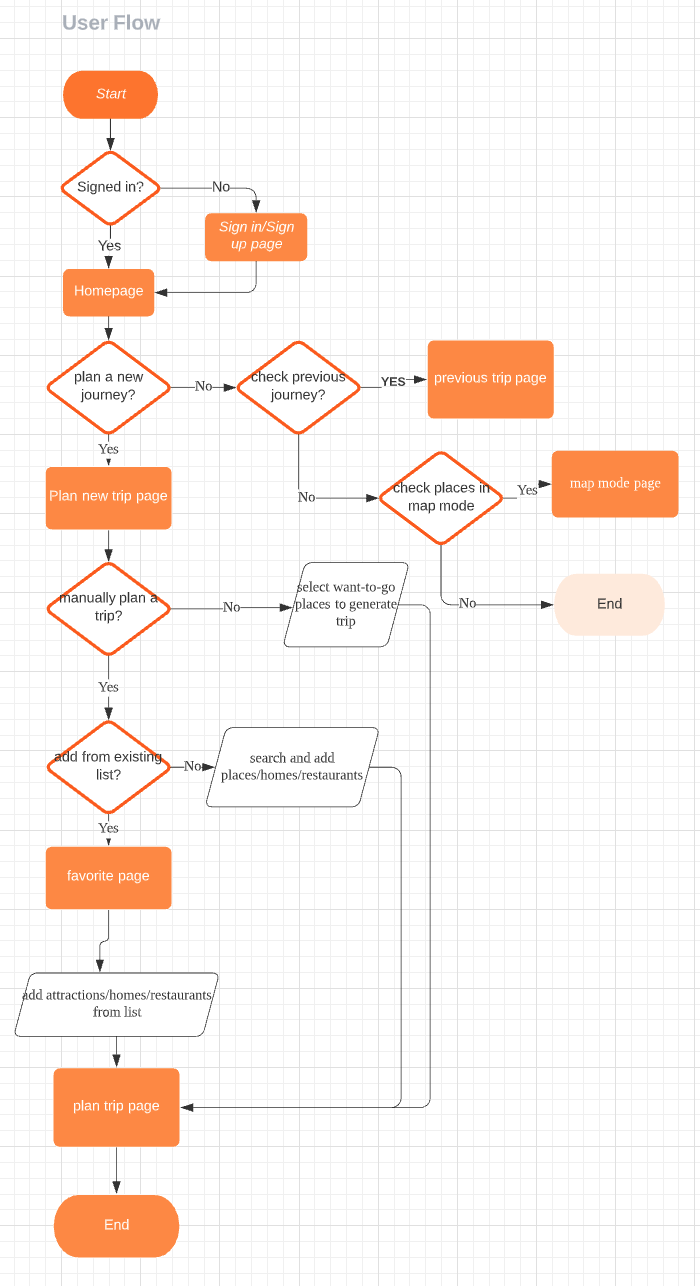 User Flow
Start
Signed in?
No
Sign in/Sign
up page
Yes
Homepage
plan a new
journey?
No
check previous
journey?
YES
previous trip page
Yes
No
check places in
map mode
Yes
map mode page
Plan new trip page
No
End
manually plan a
trip?
No
select want-to-go
places to generate
trip
Yes
add from existing
list?
No
search and add
places/homes/restaurants
Yes
favorite page
add attractions/homes/restaurants
from list
plan trip page
End